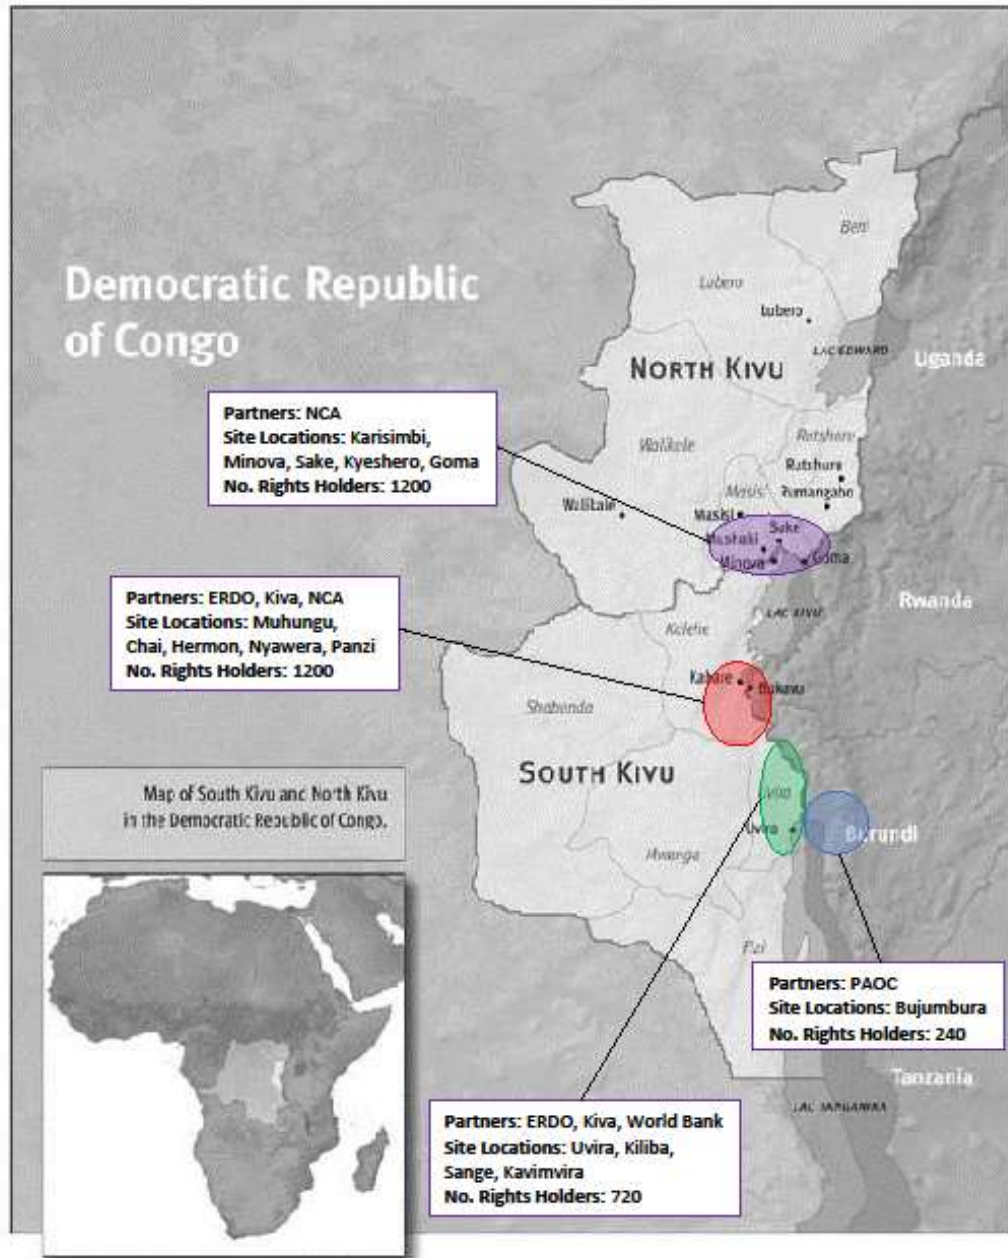 Democratic Republic
of Congo
Beni
Lubero
Lubero
LAC EDWARD
Uganda
NORTH KIVU
Partners: NCA
Site Locations: Karisimbi,
Minova, Sake, Kyeshero, Goma
No. Rights Holders: 1200
Walikale
Masisi
Walikale
Masisi
Sake
Mushaki
Minova
Goma
Rwanda
LAC KIVU
Partners: ERDO, Kiva, NCA
Site Locations: Muhungu,
Chai, Hermon, Nyawera, Panzi
No. Rights Holders: 1200
Kabare
Bukavu
Shabunda
SOUTH KIVU
Map of South Kivu and North Kivu
in the Democratic Republic of Congo.
Uvira
Burundi
Mwenga
Fizi
Partners: PAOC
Site Locations: Bujumbura
No. Rights Holders: 240
Tanzania
LAC TANGANIKA
Partners: ERDO, Kiva, World Bank
Site Locations: Uvira, Kiliba,
Sange, Kavimvira
No. Rights Holders: 720